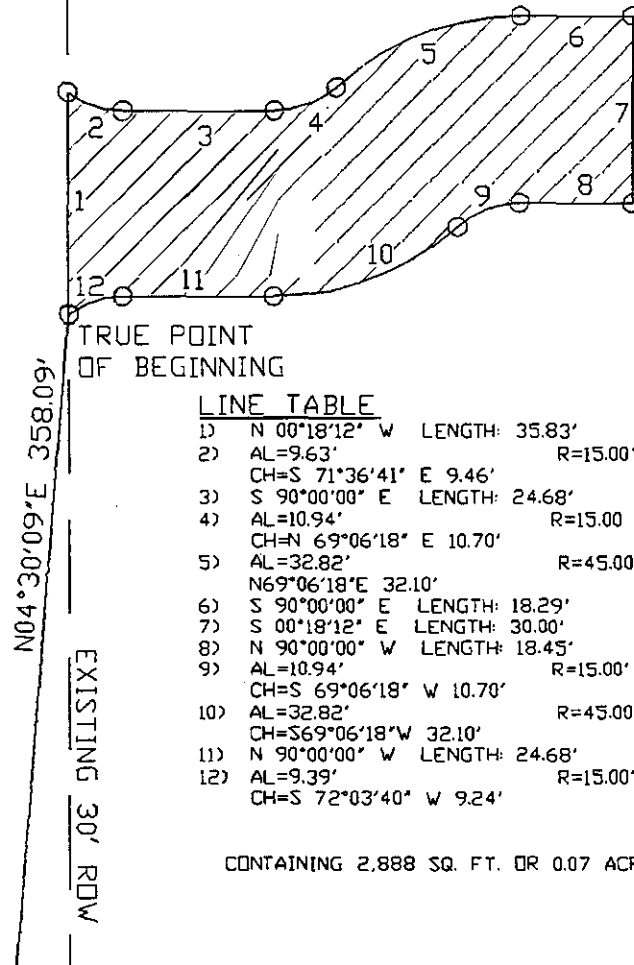 5
6
2
3
4
7
1
9
8
10
12
11
TRUE POINT
OF BEGINNING
N04°30'09"E 358.09'
EXISTING 30' ROW
LINE TABLE
1) N 00°18'12" W LENGTH: 35.83'
2) AL=9.63' R=15.00'
CH=S 71°36'41" E 9.46'
3) S 90°00'00" E LENGTH: 24.68'
4) AL=10.94' R=15.00
CH=N 69°06'18" E 10.70'
5) AL=32.82' R=45.00'
N69°06'18"E 32.10'
6) S 90°00'00" E LENGTH: 18.29'
7) S 00°18'12" E LENGTH: 30.00'
8) N 90°00'00" W LENGTH: 18.45'
9) AL=10.94' R=15.00'
CH=S 69°06'18" W 10.70'
10) AL=32.82' R=45.00'
CH=S69°06'18"W 32.10'
11) N 90°00'00" W LENGTH: 24.68'
12) AL=9.39' R=15.00'
CH=S 72°03'40" W 9.24'
CONTAINING 2,888 SQ. FT. OR 0.07